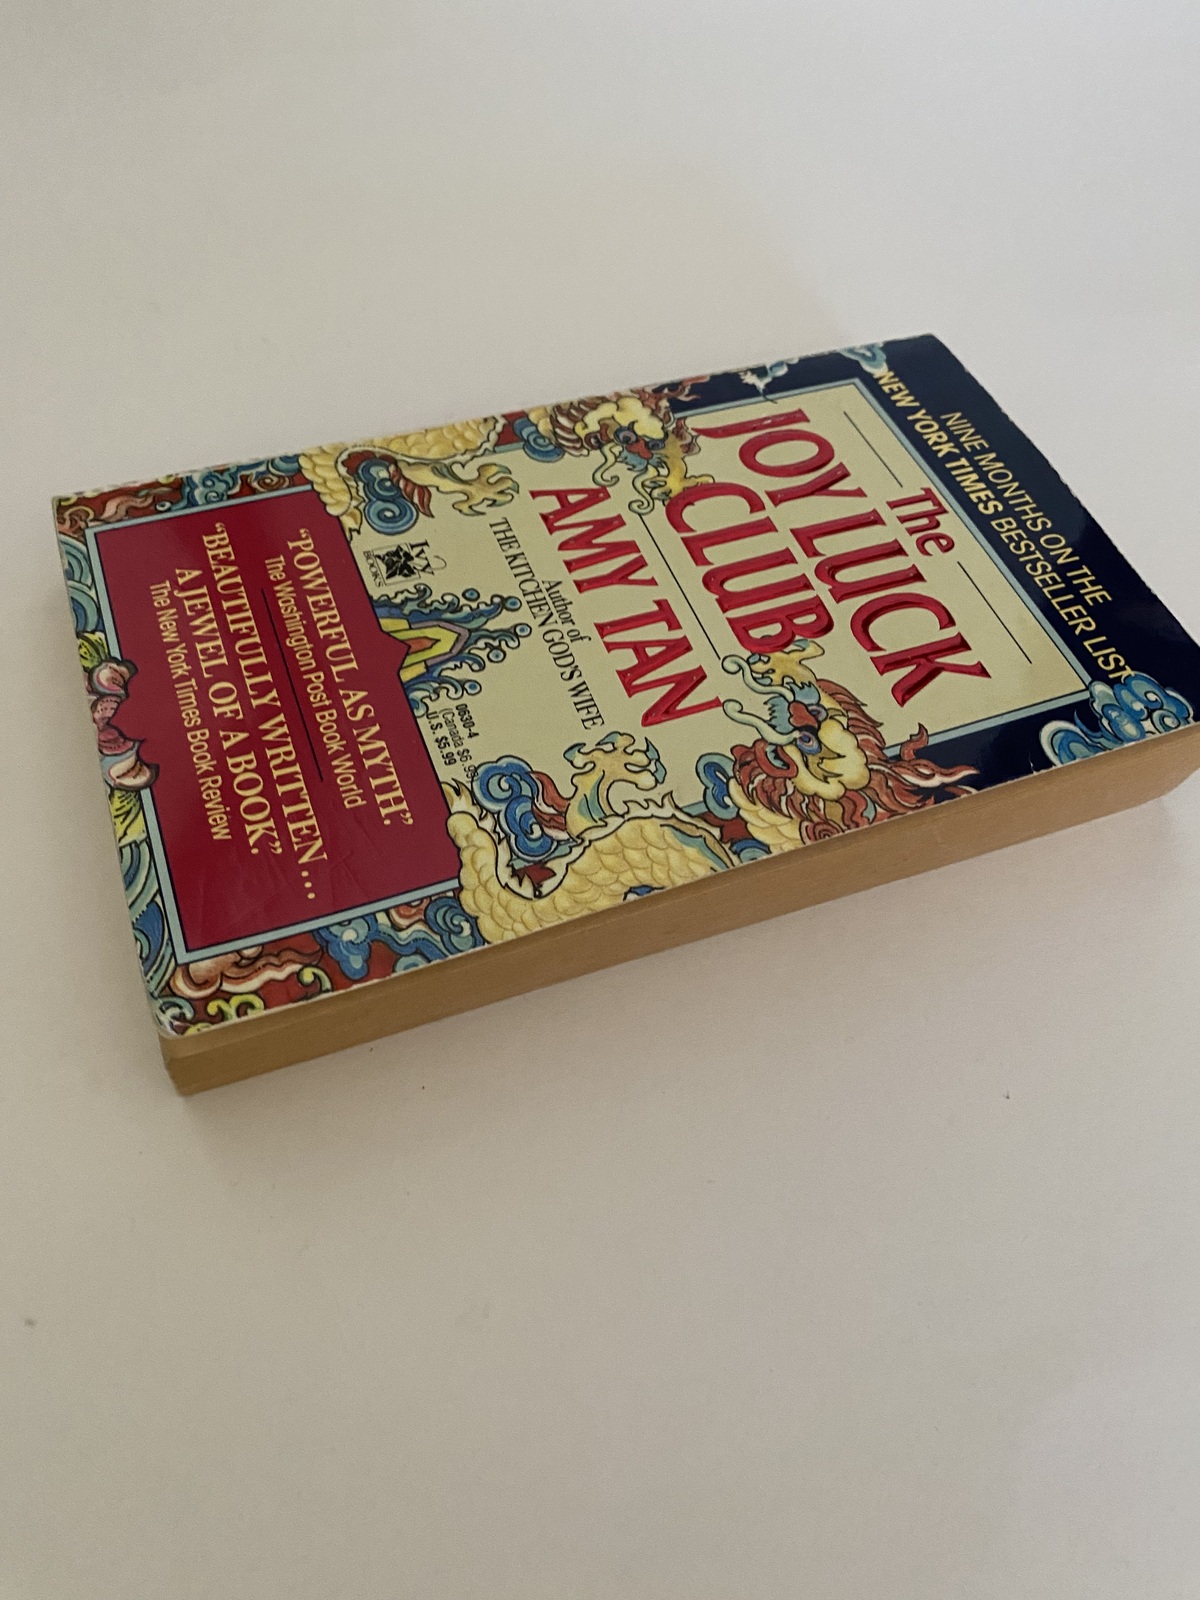 NINE MONTHS ON THE
NEW YORK TIMES BESTSELLER LIST
The
JOY LUCK
CLUB
AMY TAN
Author of
THE KITCHEN GOD'S WIFE
Ivy
BOOKS
0630-4
(Canada $6.99)
U.S. $5.99
"POWERFUL AS MYTH."
The Washington Post Book World
"BEAUTIFULLY WRITTEN...
A JEWEL OF A BOOK."
The New York Times Book Review